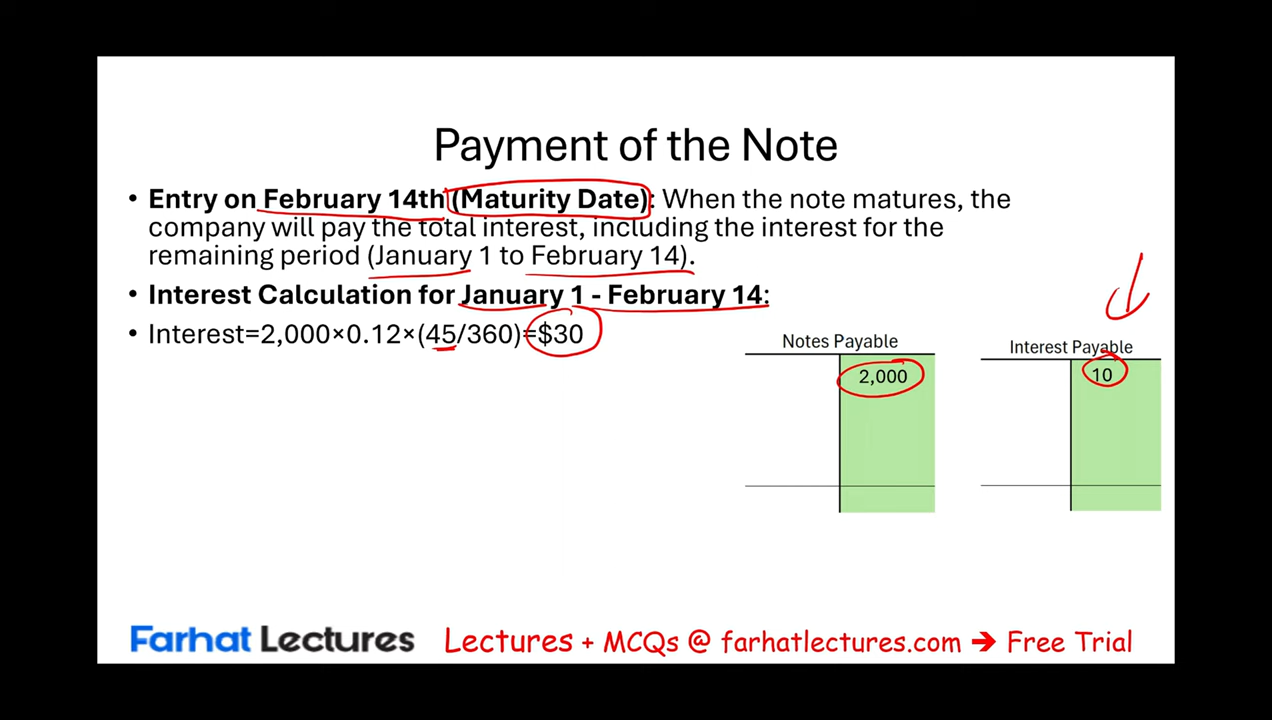 Payment of the Note
• Entry on February 14th (Maturity Date): When the note matures, the
company will pay the total interest, including the interest for the
remaining period (January 1 to February 14).
• Interest Calculation for January 1 - February 14:
• Interest=2,000×0.12×(45/360)=$30
Notes Payable
2,000
Interest Payable
10
Farhat Lectures
Lectures + MCQs @ farhatlectures.com ➔ Free Trial